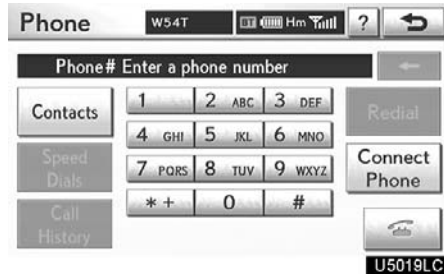 Phone W54T BT Hm ?
Phone# Enter a phone number
Contacts 1 2 ABC 3 DEF Redial
4 GHI 5 JKL 6 MNO
Speed Dials 7 PQRS 8 TUV 9 WXYZ Connect Phone
* + 0 #
Call History
U5019LC